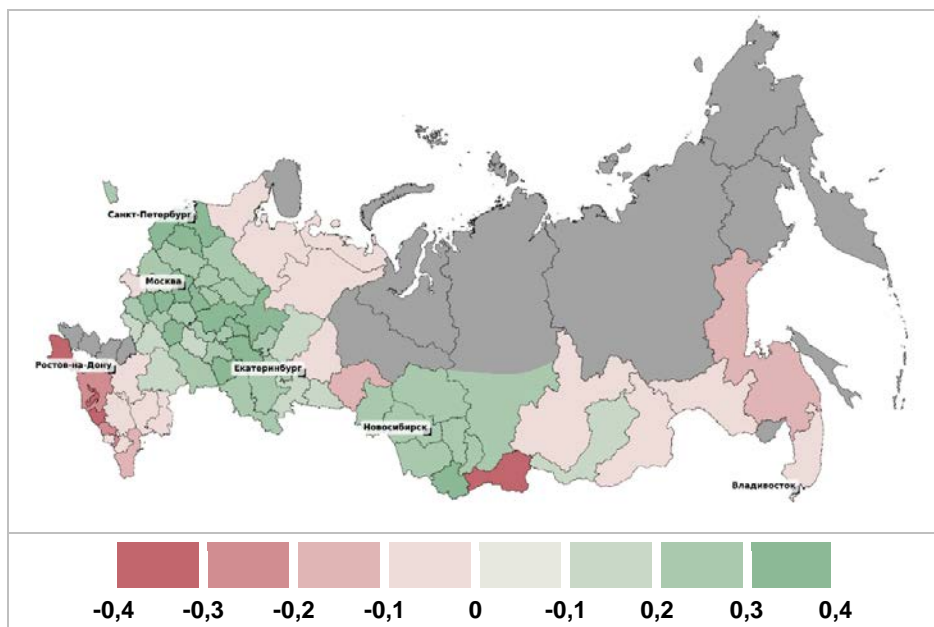 Санкт-Петербург
Москва
Ростов-на-Дону
Екатеринбург
Новосибирск
Владивосток
-0,4 -0,3 -0,2 -0,1 0 -0,1 0,2 0,3 0,4